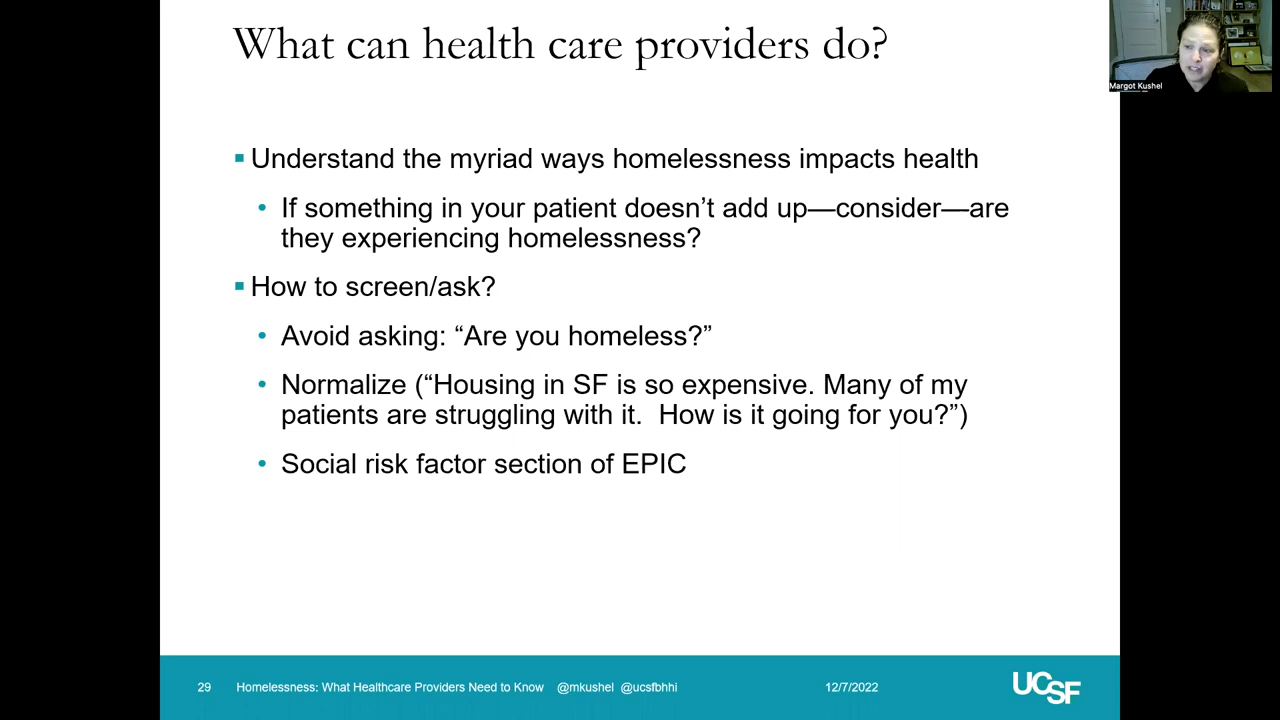 What can health care providers do?
Margot Kushel
Understand the myriad ways homelessness impacts health
If something in your patient doesn’t add up—consider—are
they experiencing homelessness?
How to screen/ask?
Avoid asking: “Are you homeless?”
Normalize (“Housing in SF is so expensive. Many of my
patients are struggling with it.  How is it going for you?”)
Social risk factor section of EPIC
29 Homelessness: What Healthcare Providers Need to Know @mkushel @ucsfbhhi 12/7/2022
UCSF